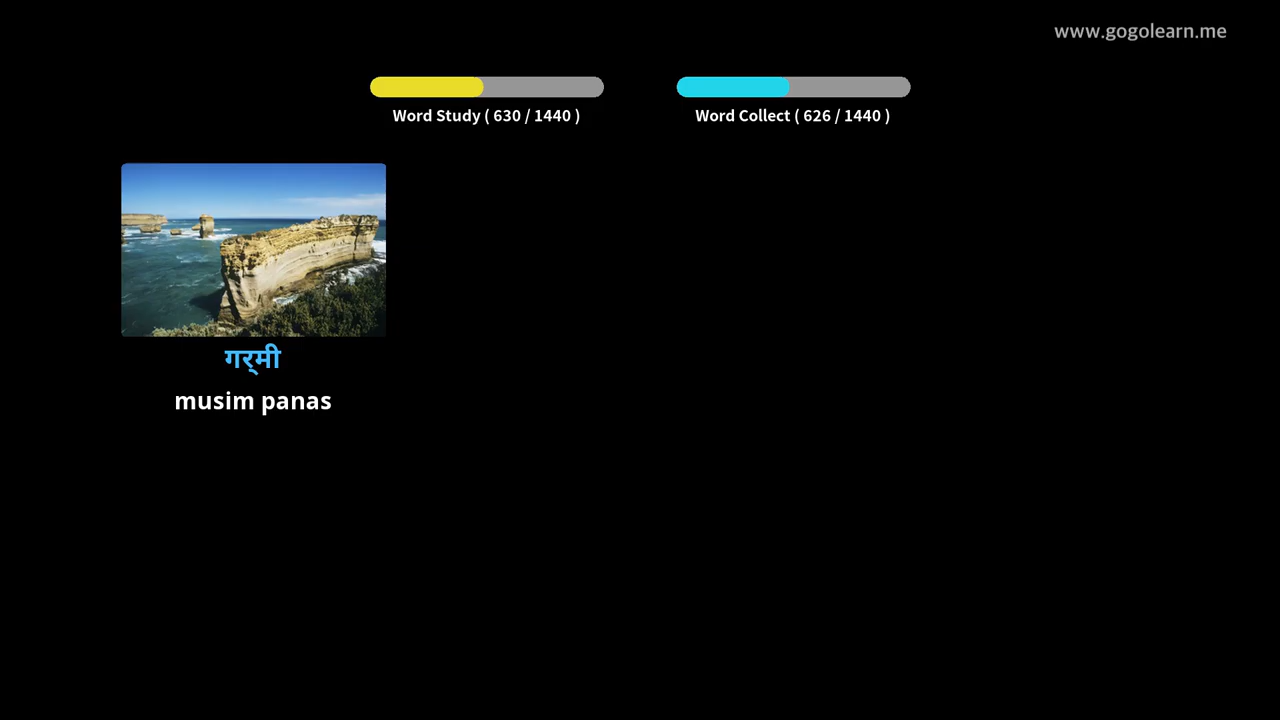 www.gogolearn.me
Word Study ( 630 / 1440 )
Word Collect ( 626 / 1440 )
गर्‌मी
musim panas